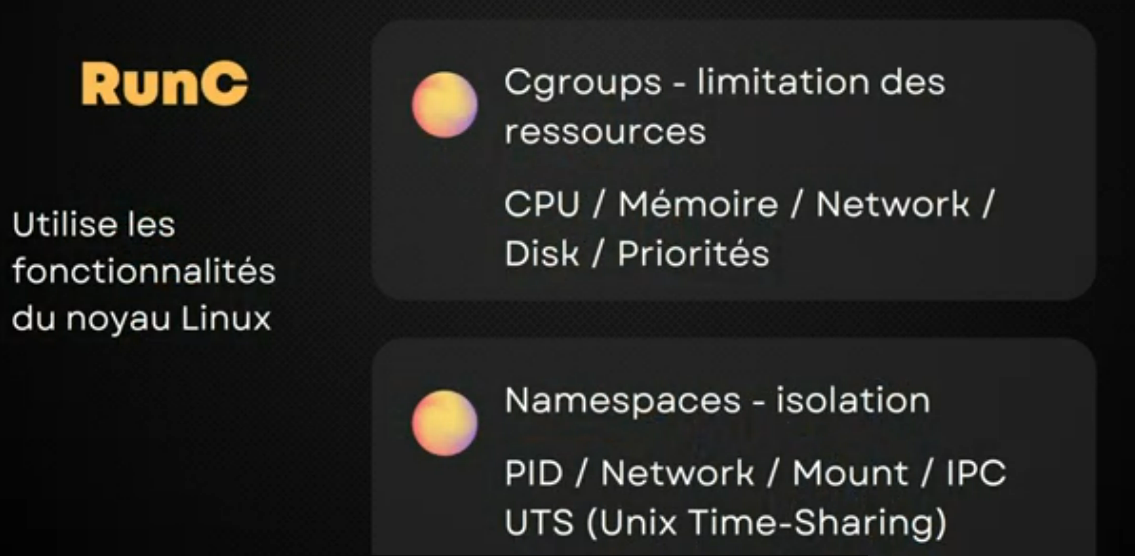 RunC
Utilise les
fonctionnalités
du noyau Linux
Cgroups - limitation des
ressources
CPU / Mémoire / Network /
Disk / Priorités
Namespaces - isolation
PID / Network / Mount / IPC
UTS (Unix Time-Sharing)